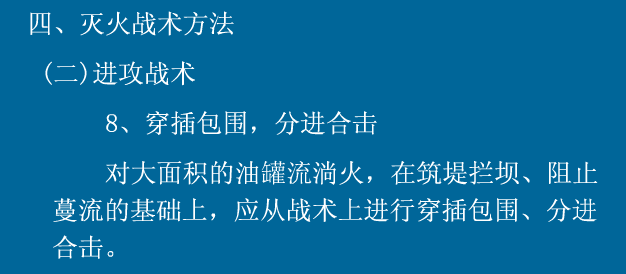 四、灭火战术方法
(二)进攻战术
8、穿插包围，分进合击
对大面积的油罐流淌火，在筑堤拦坝、阻止
蔓流的基础上，应从战术上进行穿插包围、分进
合击。